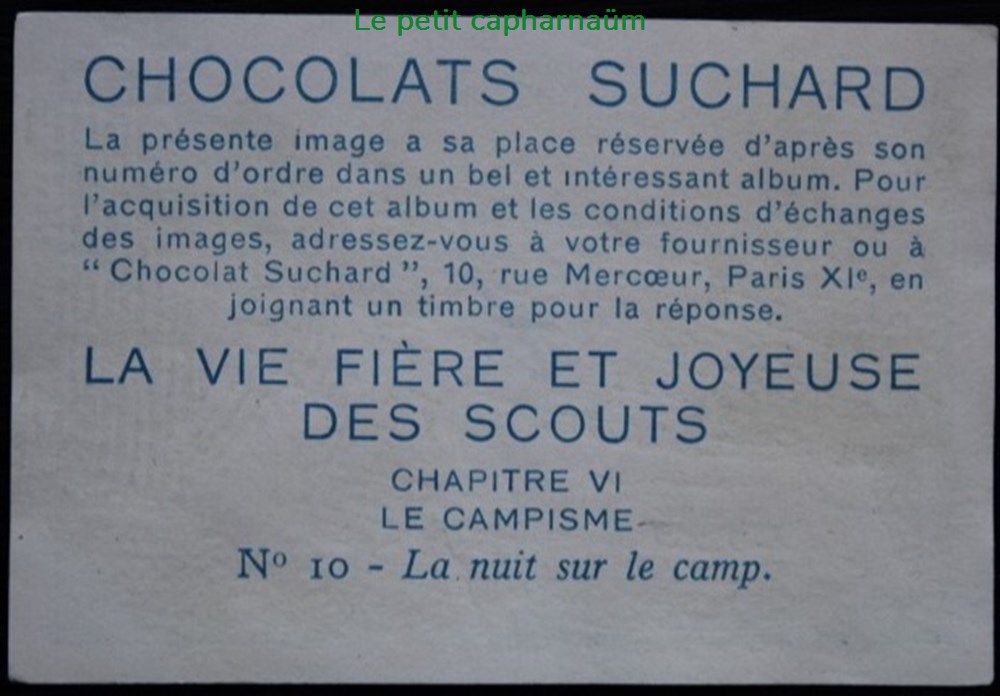 Le petit capharnaüm
CHOCOLATS SUCHARD
La présente image a sa place réservée d'après son
numéro d'ordre dans un bel et intéressant album. Pour
l'acquisition de cet album et les conditions d'échanges
des images, adressez-vous à votre fournisseur ou à
“ Chocolat Suchard ”, 10, rue Mercœur, Paris XIᵉ, en
joignant un timbre pour la réponse.
LA VIE FIÈRE ET JOYEUSE
DES SCOUTS
CHAPITRE VI
LE CAMPISME
Nº 10 - La nuit sur le camp.